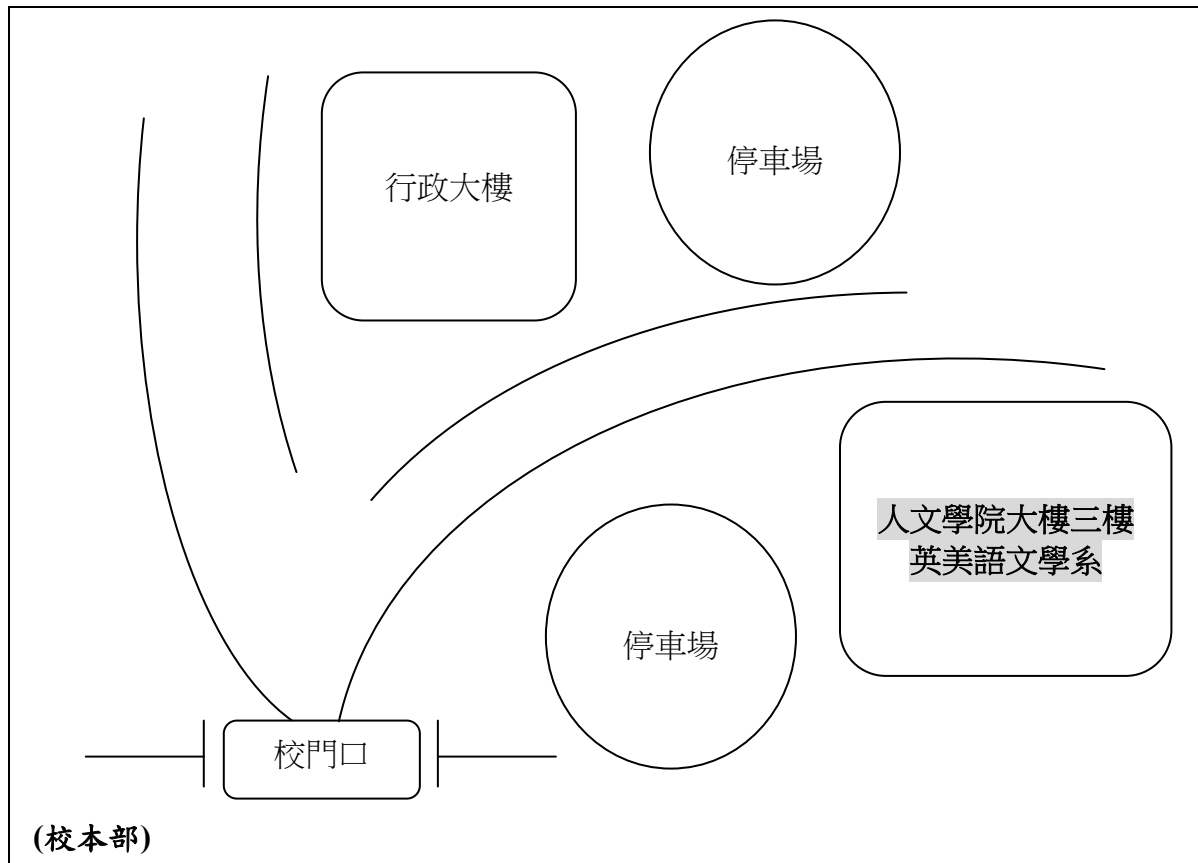 停車場
行政大樓
人文學院大樓三樓
英美語文學系
停車場
校門口
(校本部)